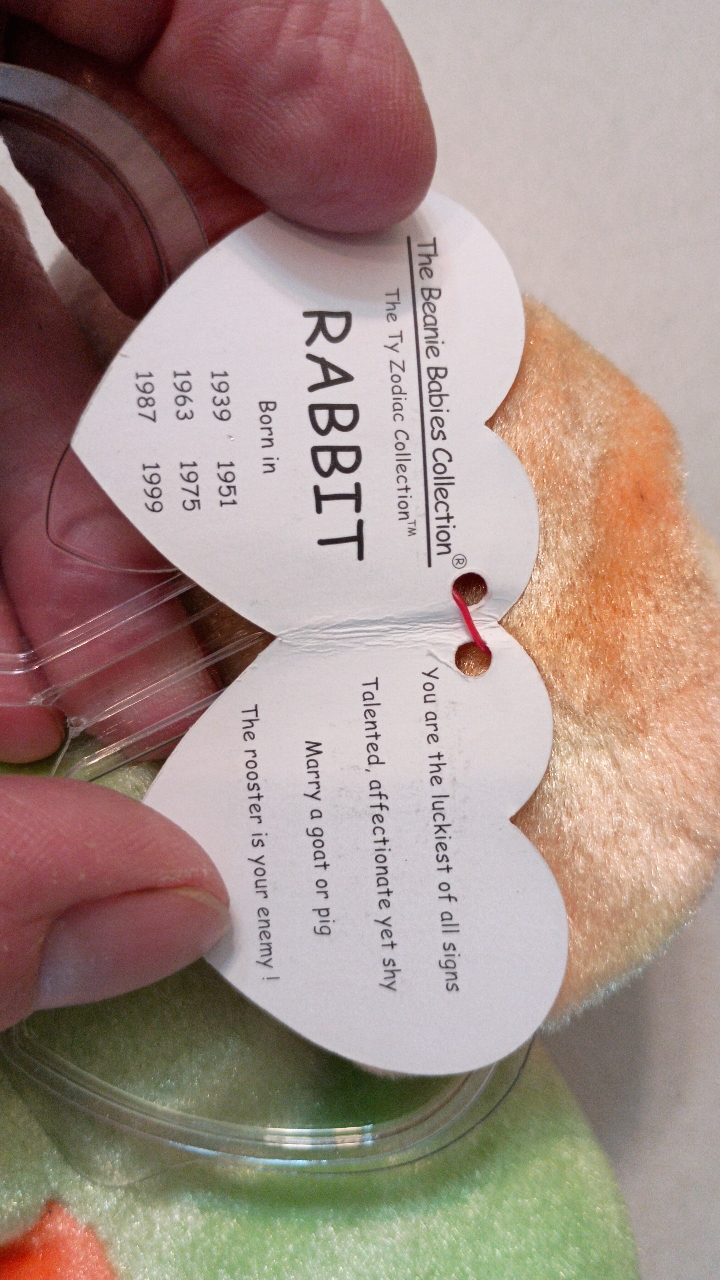 The Beanie Babies Collection®
The Ty Zodiac Collection™
RABBIT
Born in
1939 1951
1963 1975
1987 1999
You are the luckiest of all signs
Talented, affectionate yet shy
Marry a goat or pig
The rooster is your enemy !